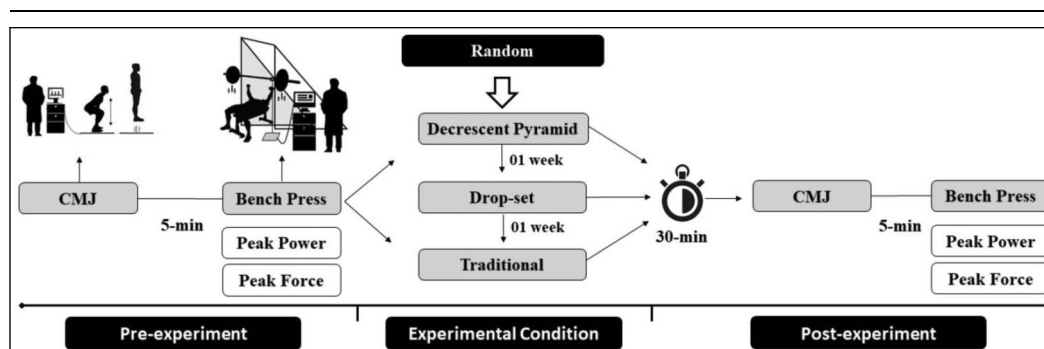 Random
Decrescent Pyramid
01 week
CMJ
5-min
Bench Press
Peak Power
Peak Force
Drop-set
01 week
Traditional
30-min
CMJ
5-min
Bench Press
Peak Power
Peak Force
Pre-experiment
Experimental Condition
Post-experiment